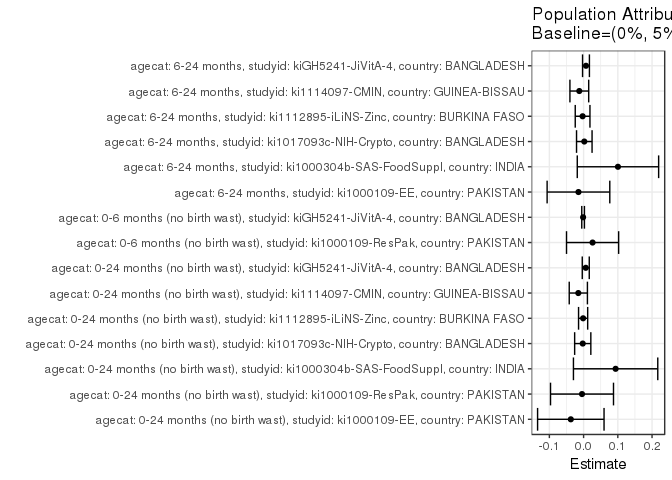 Population Attribu
Baseline=(0%, 5%
agecat: 6-24 months, studyid: kiGH5241-JiVitA-4, country: BANGLADESH
agecat: 6-24 months, studyid: ki1114097-CMIN, country: GUINEA-BISSAU
agecat: 6-24 months, studyid: ki1112895-iLiNS-Zinc, country: BURKINA FASO
agecat: 6-24 months, studyid: ki1017093c-NIH-Crypto, country: BANGLADESH
agecat: 6-24 months, studyid: ki1000304b-SAS-FoodSuppl, country: INDIA
agecat: 6-24 months, studyid: ki1000109-EE, country: PAKISTAN
agecat: 0-6 months (no birth wast), studyid: kiGH5241-JiVitA-4, country: BANGLADESH
agecat: 0-6 months (no birth wast), studyid: ki1000109-ResPak, country: PAKISTAN
agecat: 0-24 months (no birth wast), studyid: kiGH5241-JiVitA-4, country: BANGLADESH
agecat: 0-24 months (no birth wast), studyid: ki1114097-CMIN, country: GUINEA-BISSAU
agecat: 0-24 months (no birth wast), studyid: ki1112895-iLiNS-Zinc, country: BURKINA FASO
agecat: 0-24 months (no birth wast), studyid: ki1017093c-NIH-Crypto, country: BANGLADESH
agecat: 0-24 months (no birth wast), studyid: ki1000304b-SAS-FoodSuppl, country: INDIA
agecat: 0-24 months (no birth wast), studyid: ki1000109-ResPak, country: PAKISTAN
agecat: 0-24 months (no birth wast), studyid: ki1000109-EE, country: PAKISTAN
-0.1 0.0 0.1 0.2
Estimate